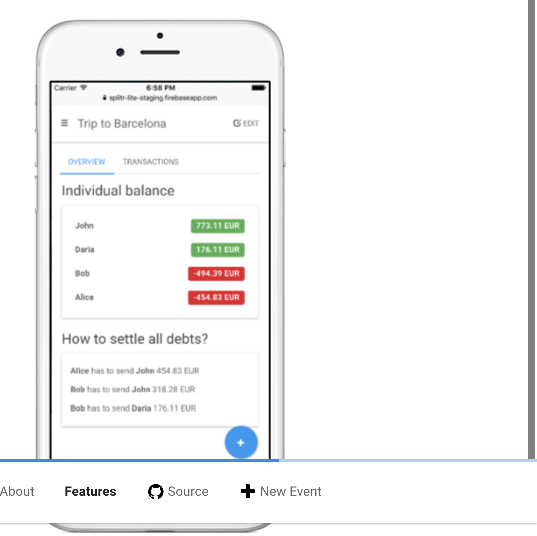 Carrier 6:58 PM
splitr-lite-staging.firebaseapp.com
Trip to Barcelona EDIT
OVERVIEW TRANSACTIONS
Individual balance
John 773.11 EUR
Daria 176.11 EUR
Bob -494.39 EUR
Alice -454.83 EUR
How to settle all debts?
Alice has to send John 454.83 EUR
Bob has to send John 318.28 EUR
Bob has to send Daria 176.11 EUR
+
About Features Source New Event